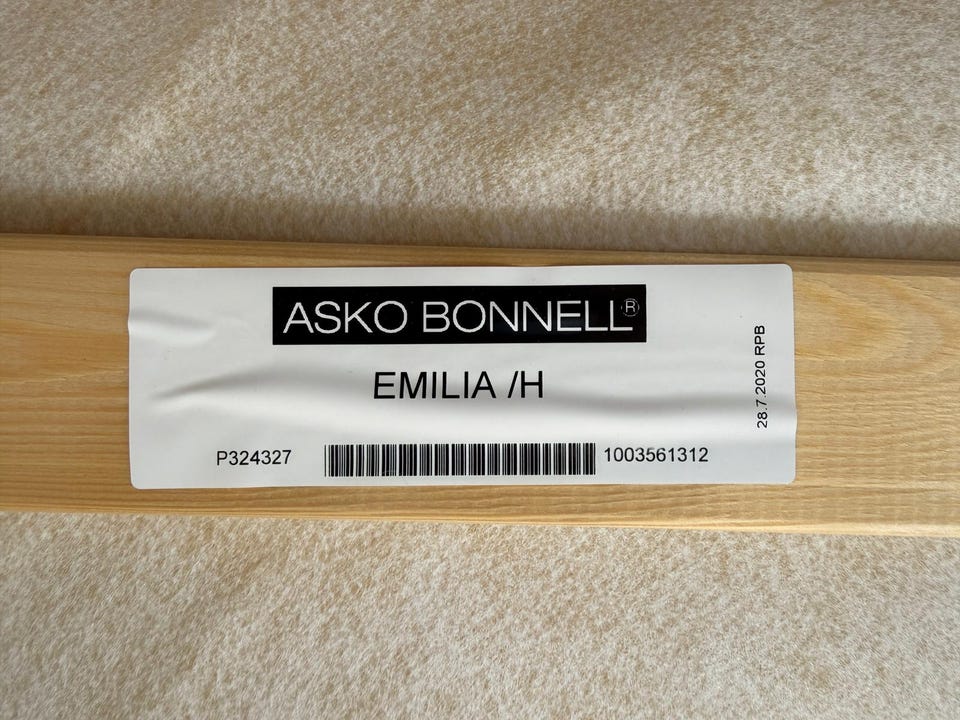 ASKO BONNELL®
EMILIA /H
P324327
1003561312
28.7.2020 RPB